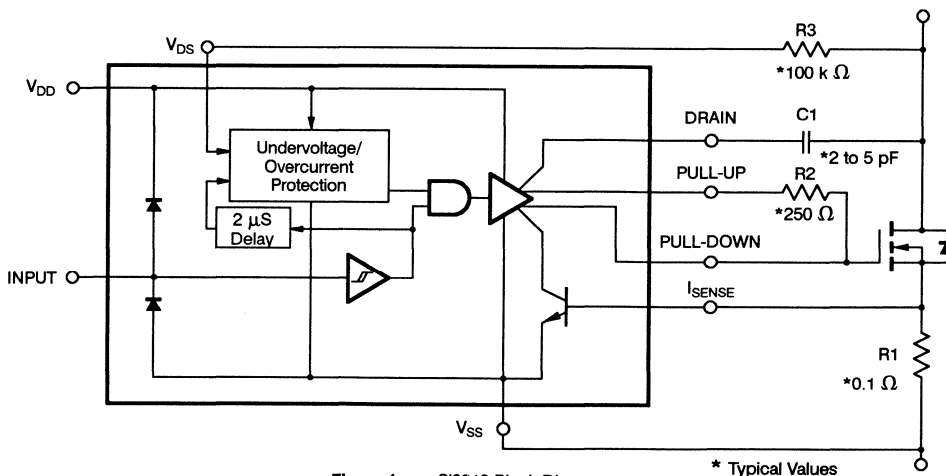 R3
V_DS
*100 k Ω
V_DD
DRAIN
C1
*2 to 5 pF
Undervoltage/
Overcurrent
Protection
PULL-UP
R2
*250 Ω
2 μS
Delay
PULL-DOWN
INPUT
I_SENSE
R1
*0.1 Ω
V_SS
* Typical Values